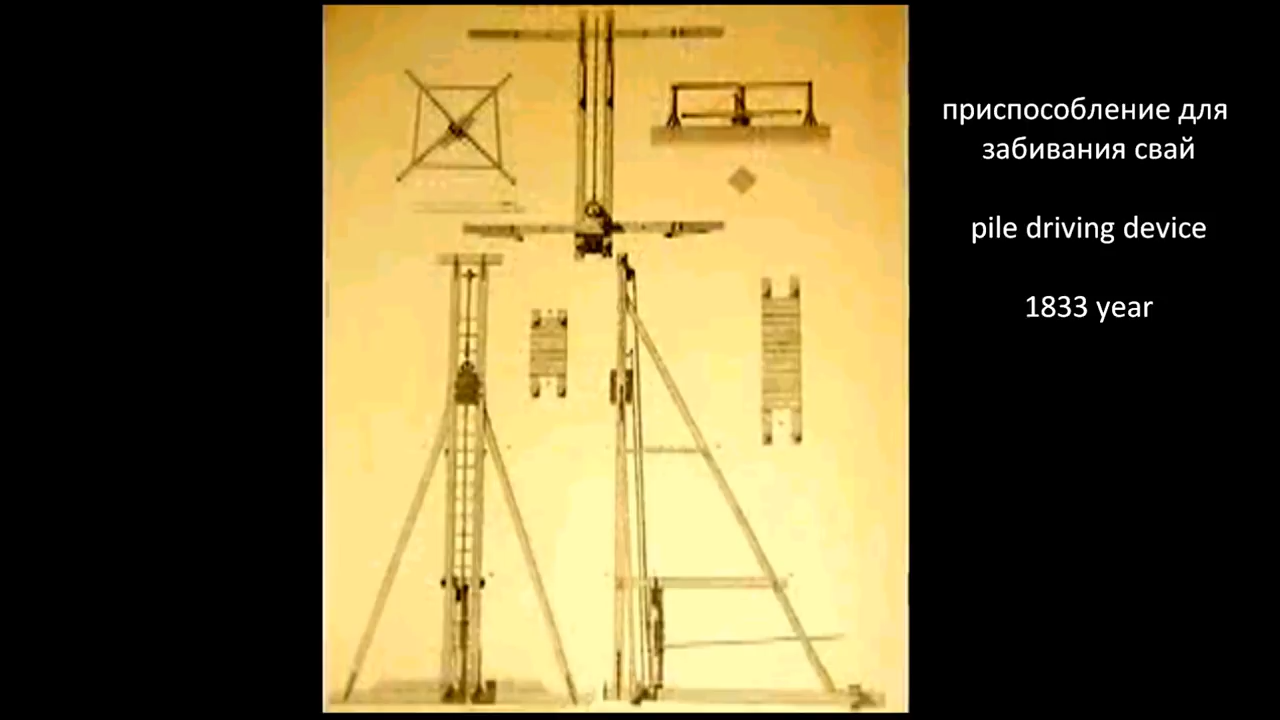 приспособление для
забивания свай
pile driving device
1833 year